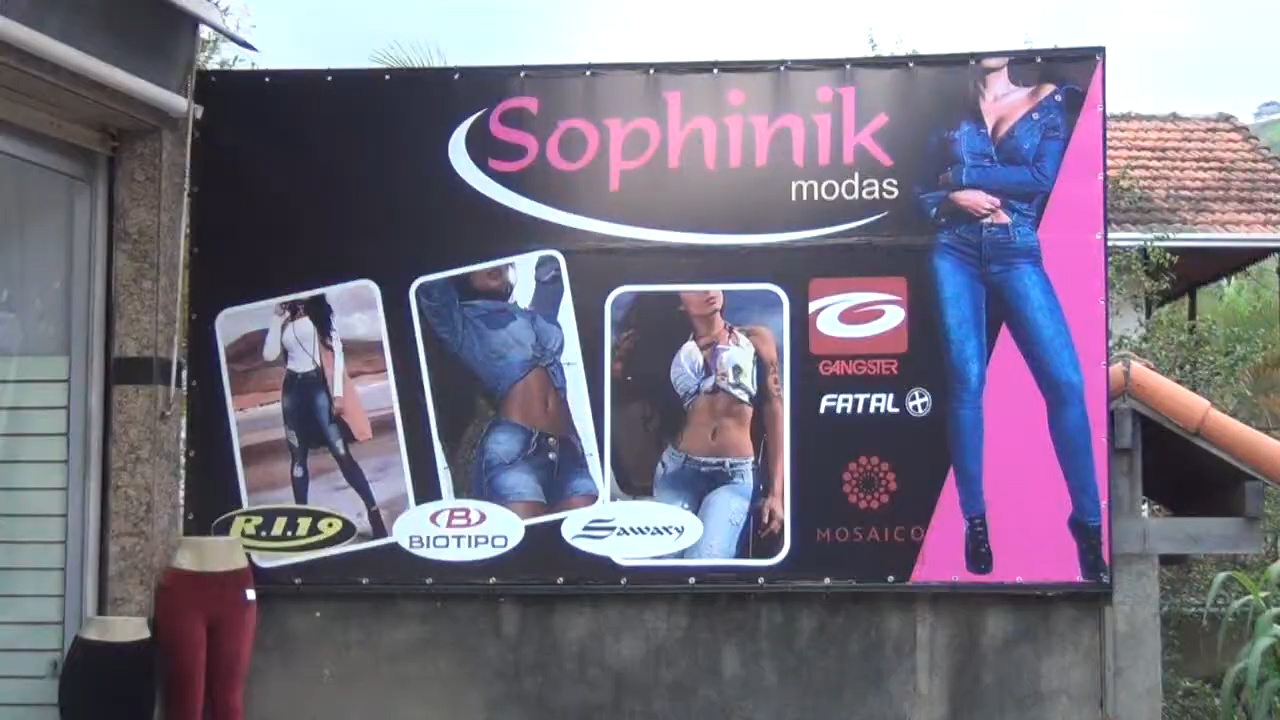 Sophinik
modas
GANGSTER
FATAL
MOSAICO
R.I.19
B
BIOTIPO
Sawary